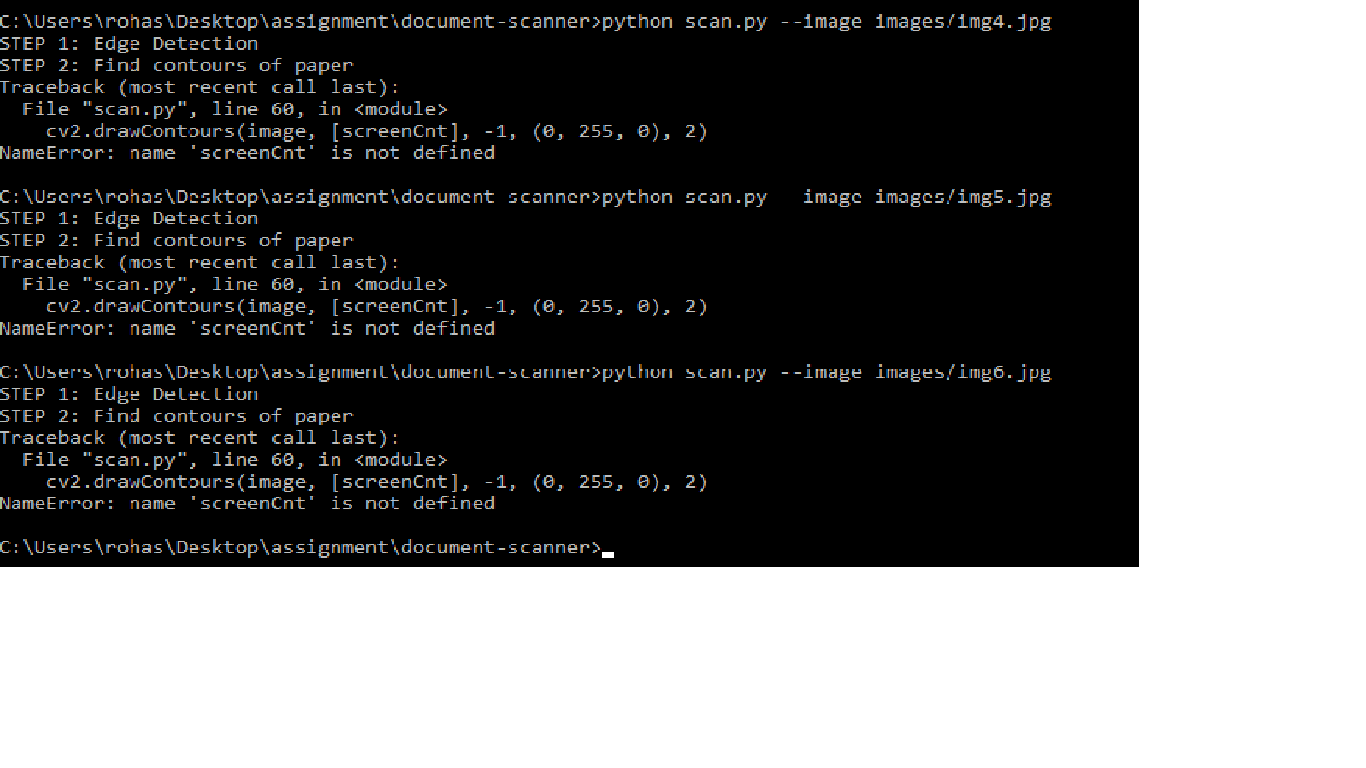 C:\Users\rohas\Desktop\assignment\document-scanner>python scan.py --image images/img4.jpg
STEP 1: Edge Detection
STEP 2: Find contours of paper
Traceback (most recent call last):
  File "scan.py", line 60, in <module>
    cv2.drawContours(image, [screenCnt], -1, (0, 255, 0), 2)
NameError: name 'screenCnt' is not defined

C:\Users\rohas\Desktop\assignment\document scanner>python scan.py   image images/img5.jpg
STEP 1: Edge Detection
STEP 2: Find contours of paper
Traceback (most recent call last):
  File "scan.py", line 60, in <module>
    cv2.drawContours(image, [screenCnt], -1, (0, 255, 0), 2)
NameError: name 'screenCnt' is not defined

C:\Users\rohas\Desktop\assignment\document-scanner>python scan.py --image images/img6.jpg
STEP 1: Edge Detection
STEP 2: Find contours of paper
Traceback (most recent call last):
  File "scan.py", line 60, in <module>
    cv2.drawContours(image, [screenCnt], -1, (0, 255, 0), 2)
NameError: name 'screenCnt' is not defined

C:\Users\rohas\Desktop\assignment\document-scanner>